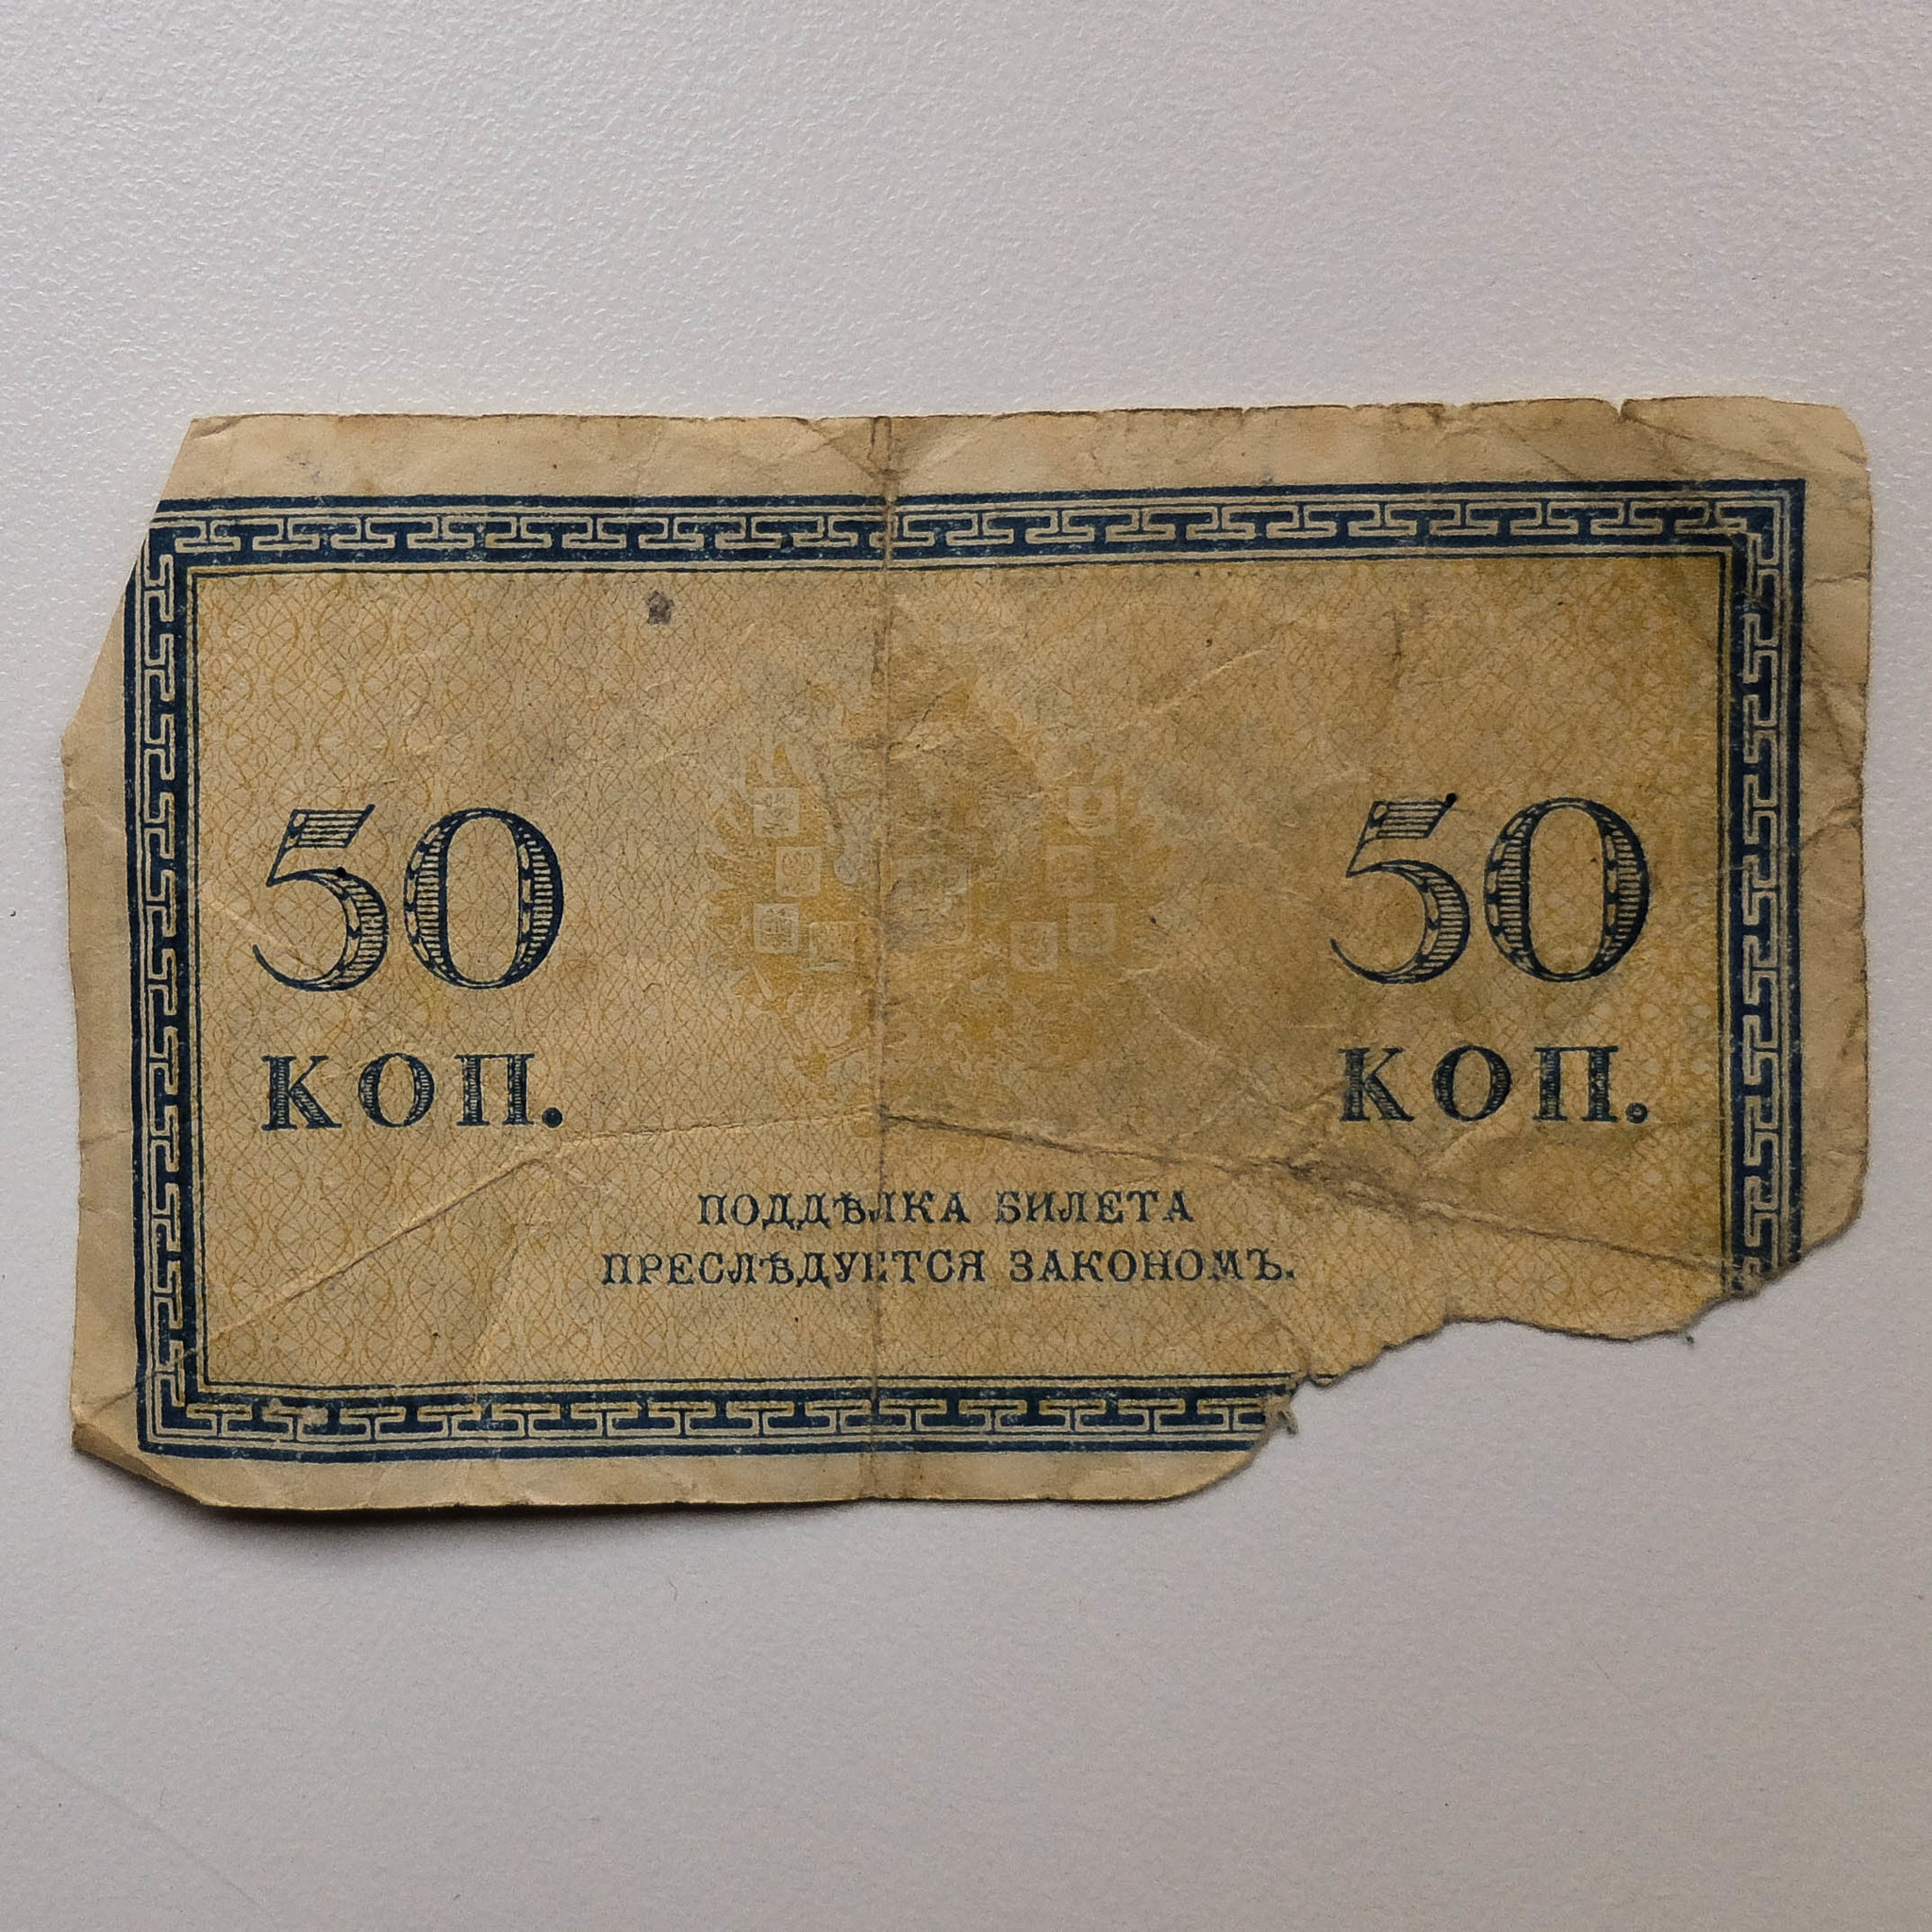 50 50
КОП. КОП.
ПОДДѢЛКА БИЛЕТА
ПРЕСЛѢДУЕТСЯ ЗАКОНОМЪ.